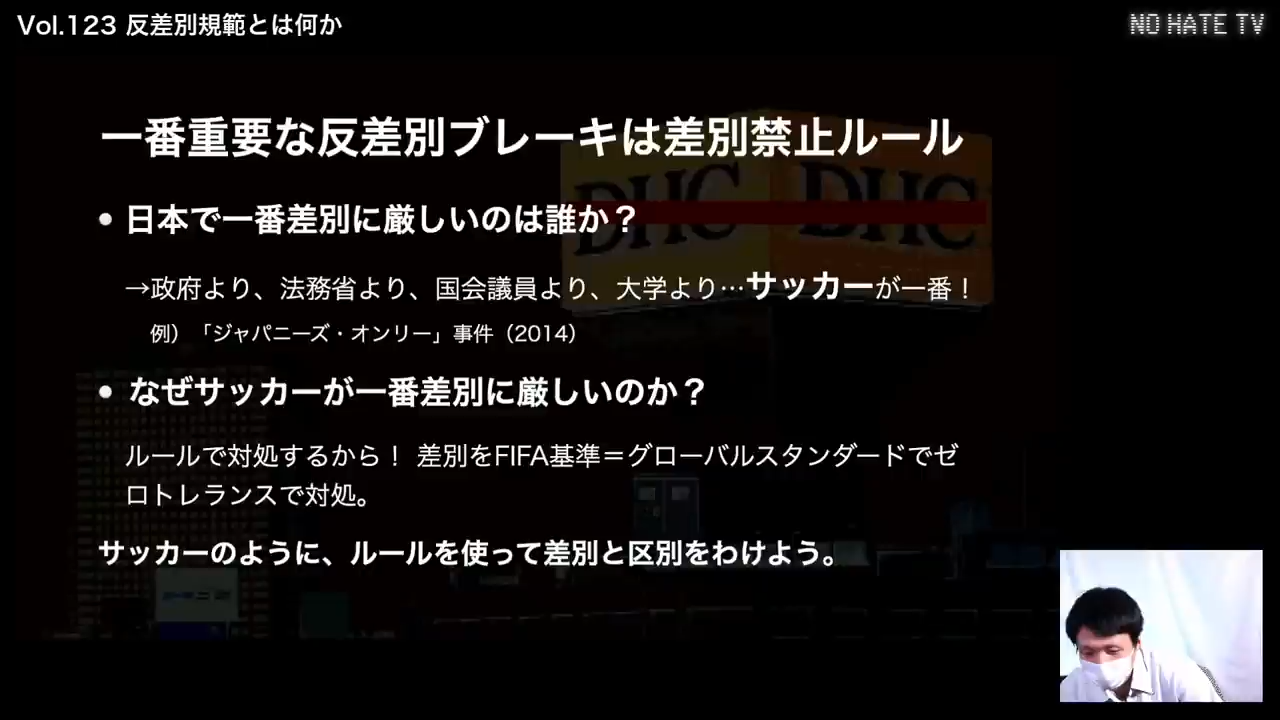 Vol.123 反差別規範とは何か
NO HATE TV
一番重要な反差別ブレーキは差別禁止ルール
DHC DHC
• 日本で一番差別に厳しいのは誰か？
→政府より、法務省より、国会議員より、大学より…サッカーが一番！
例）「ジャパニーズ・オンリー」事件（2014）
• なぜサッカーが一番差別に厳しいのか？
ルールで対処するから！ 差別をFIFA基準＝グローバルスタンダードでゼ
ロトレランスで対処。
サッカーのように、ルールを使って差別と区別をわけよう。